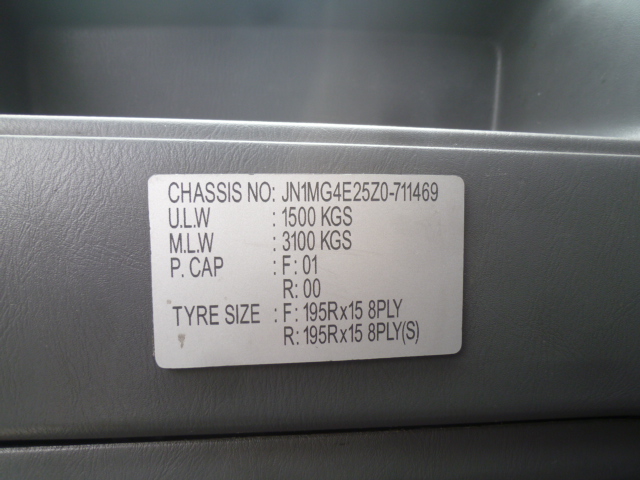 CHASSIS NO: JN1MG4E25Z0-711469
U.L.W : 1500 KGS
M.L.W : 3100 KGS
P. CAP : F: 01
R: 00
TYRE SIZE : F: 195Rx15 8PLY
R: 195Rx15 8PLY(S)